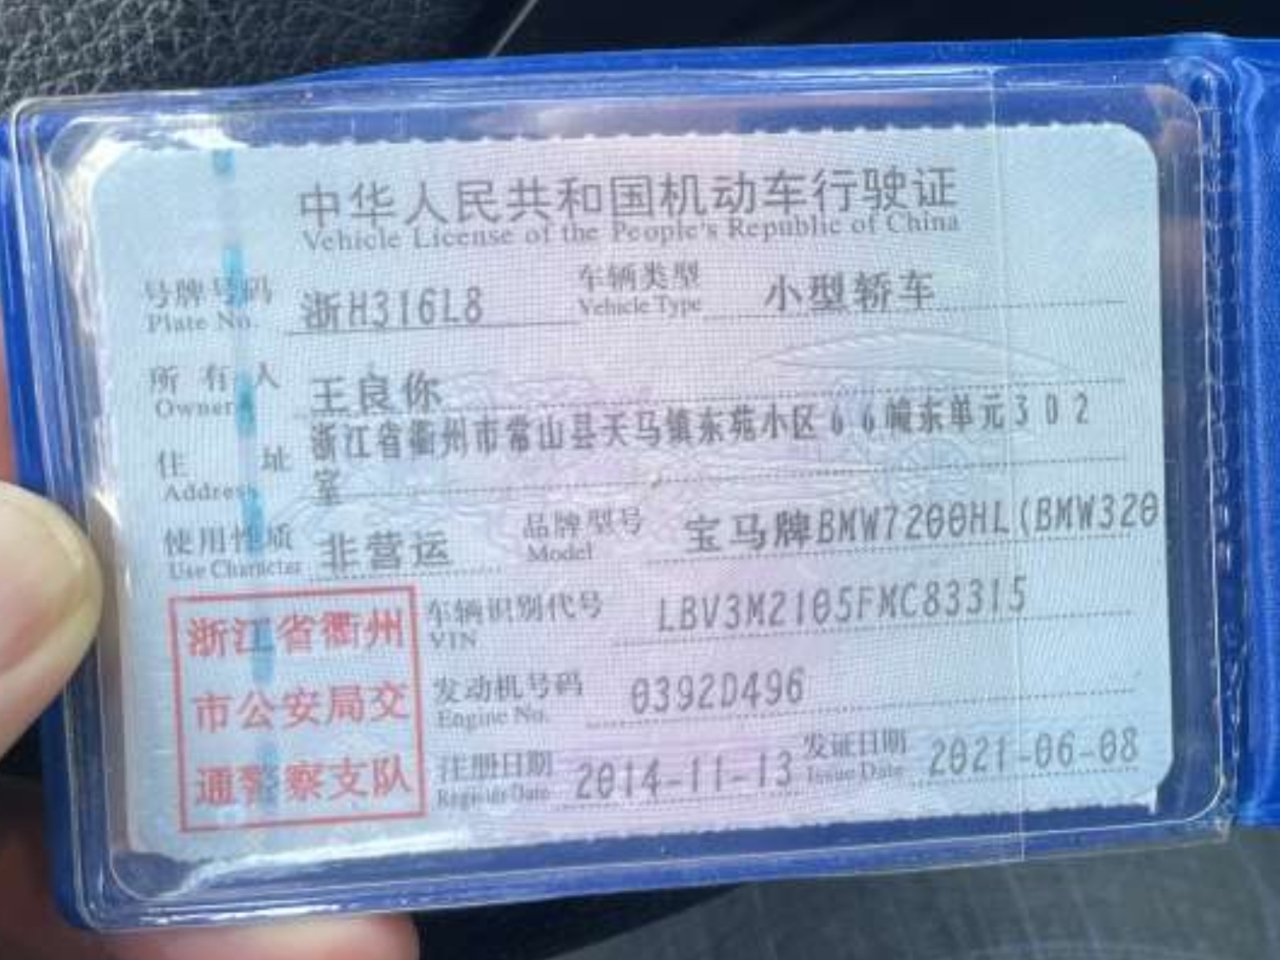 中华人民共和国机动车行驶证
Vehicle License of the People's Republic of China
号牌号码 浙H316L8 车辆类型 小型轿车
Plate No. Vehicle Type
所有人 王良你
Owner
住址 浙江省衢州市常山县天马镇东苑小区66幢东单元302
Address 室
使用性质 非营运 品牌型号 宝马牌BMW7200HL(BMW320
Use Character Model
浙江省衢州
市公安局交
通警察支队
车辆识别代号 LBV3M2105FMC83315
VIN
发动机号码 0392D496
Engine No.
注册日期 2014-11-13 发证日期 2021-06-08
Register Date Issue Date